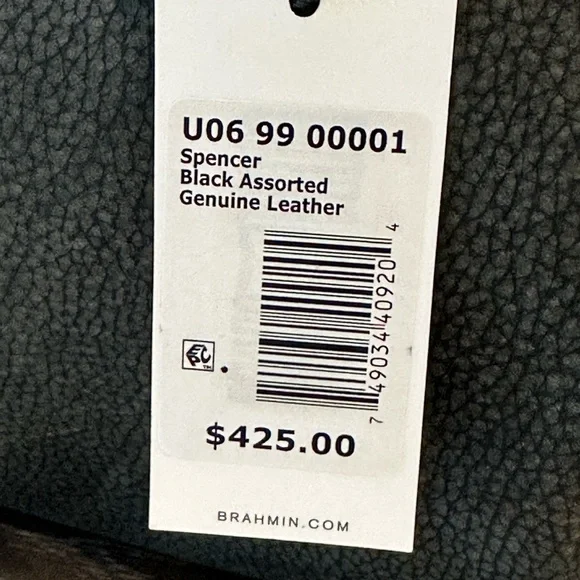 U06 99 00001
Spencer
Black Assorted
Genuine Leather
7 49034 40920 4
$425.00
BRAHMIN.COM